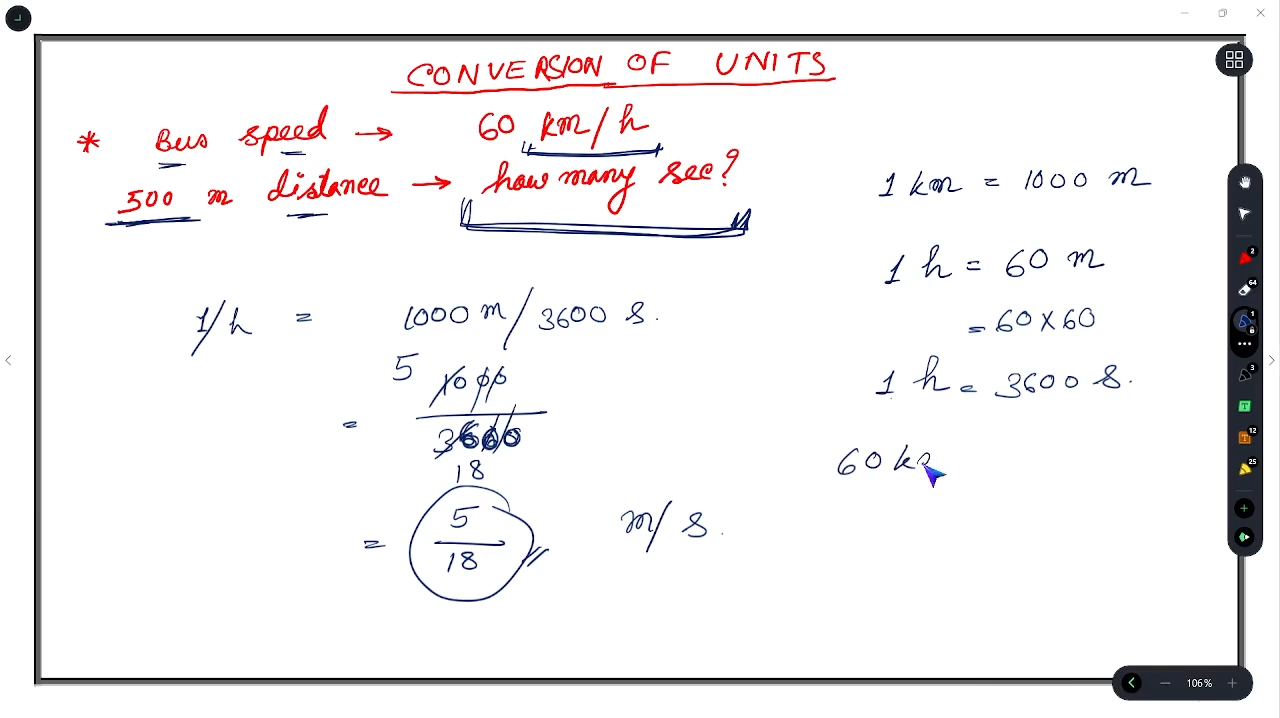 CONVERSION OF UNITS
* Bus speed → 60 km/h
500 m distance → how many sec?
1 km = 1000 m
1 h = 60 m
= 60 x 60
1 h = 3600 s.
1/h = 1000 m/3600 s.
5
= 1000
3600
18
= 5
18
m/s.
60 k
106%